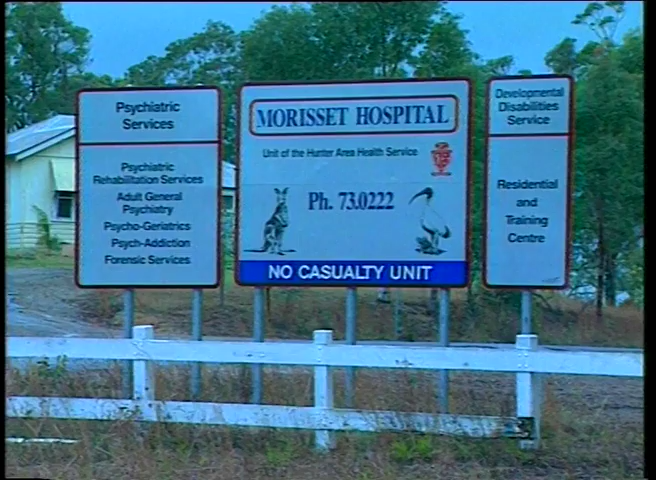 Psychiatric
Services
Psychiatric
Rehabilitation Services
Adult General
Psychiatry
Psycho-Geriatrics
Psych-Addiction
Forensic Services
MORISSET HOSPITAL
Unit of the Hunter Area Health Service
Ph. 73.0222
NO CASUALTY UNIT
Developmental
Disabilities
Service
Residential
and
Training
Centre